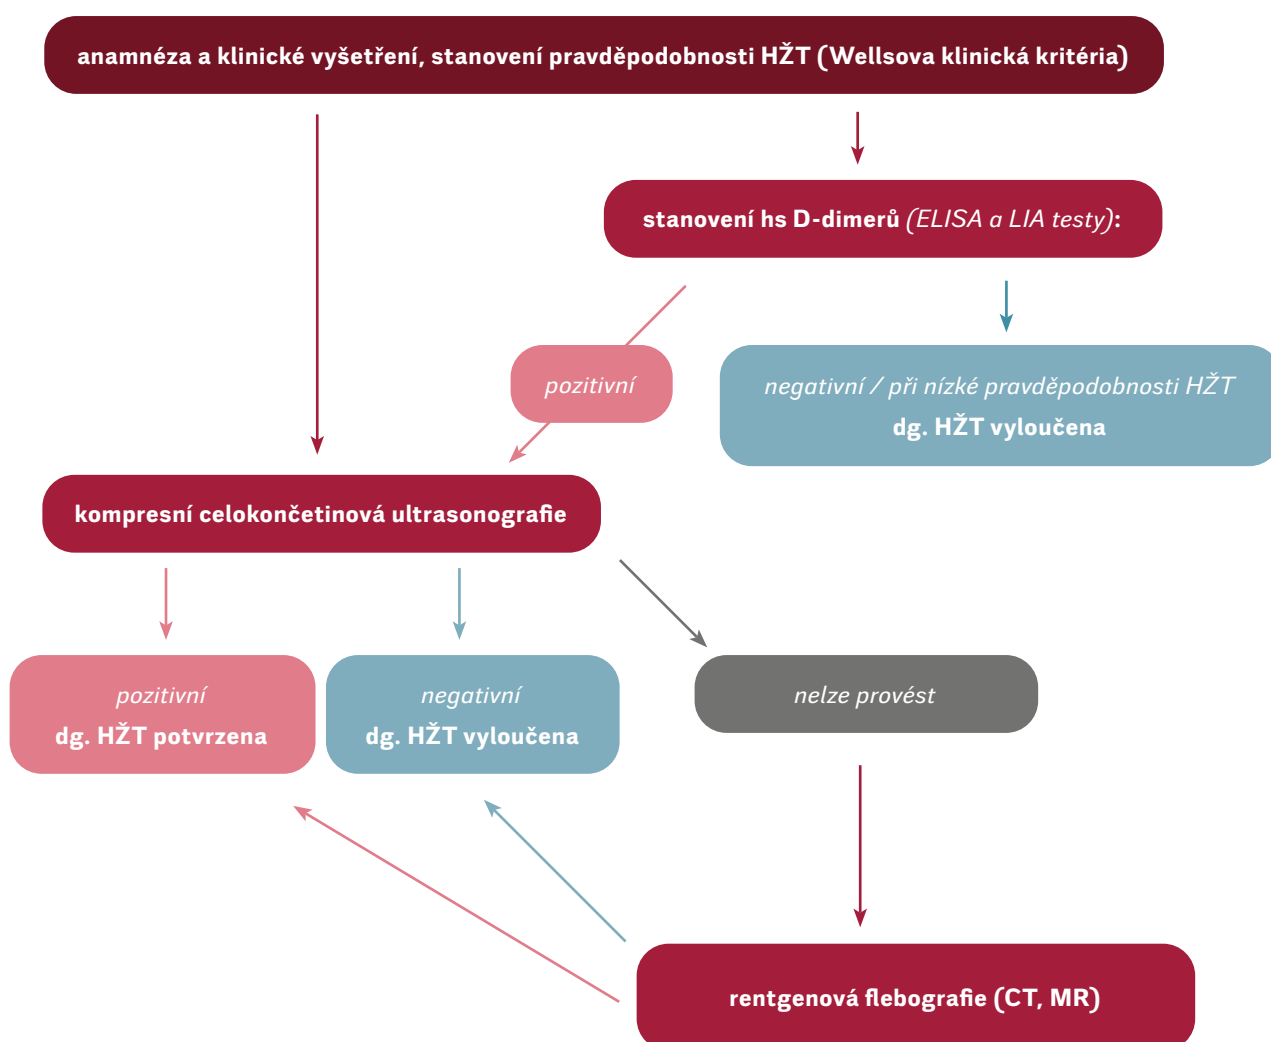 anamnéza a klinické vyšetření, stanovení pravděpodobnosti HŽT (Wellsova klinická kritéria)
stanovení hs D-dimerů (ELISA a LIA testy):
pozitivní
negativní / při nízké pravděpodobnosti HŽT
dg. HŽT vyloučena
kompresní celokončetinová ultrasonografie
pozitivní
dg. HŽT potvrzena
negativní
dg. HŽT vyloučena
nelze provést
rentgenová flebografie (CT, MR)